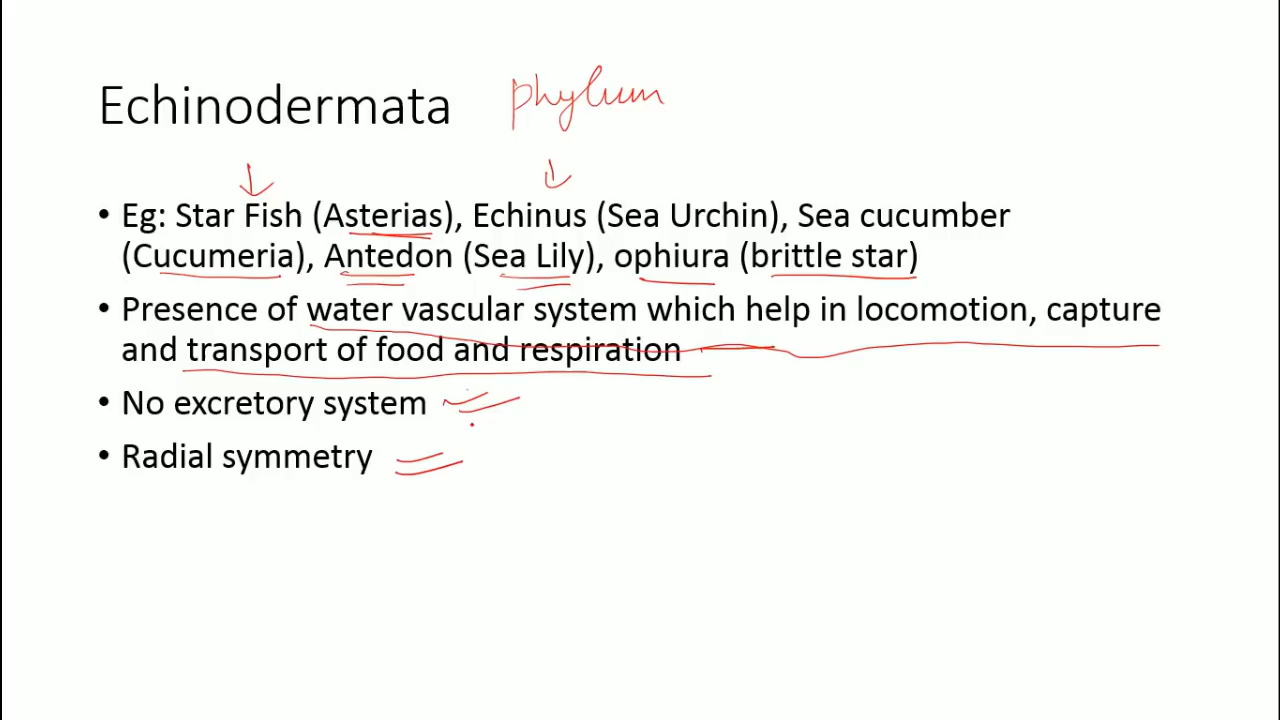 Echinodermata phylum
• Eg: Star Fish (Asterias), Echinus (Sea Urchin), Sea cucumber
(Cucumeria), Antedon (Sea Lily), ophiura (brittle star)
• Presence of water vascular system which help in locomotion, capture
and transport of food and respiration
• No excretory system
• Radial symmetry